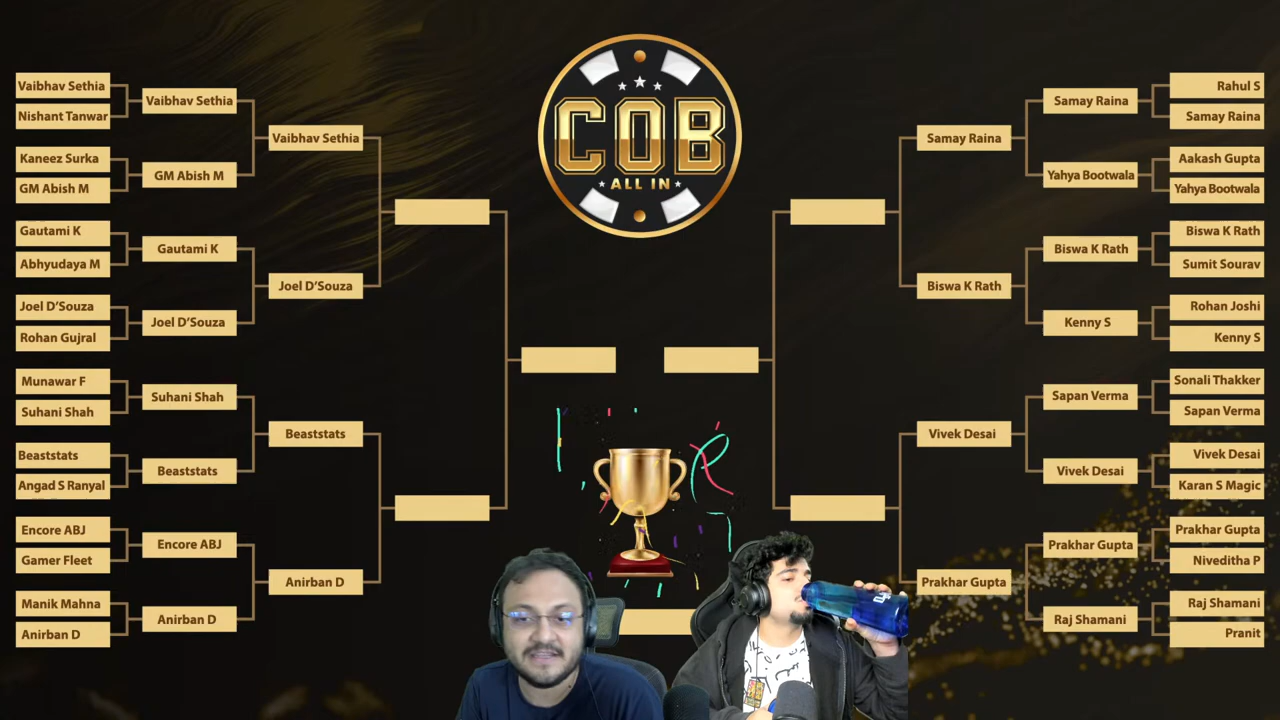 COB
ALL IN
Vaibhav Sethia
Nishant Tanwar
Kaneez Surka
GM Abish M
Gautami K
Abhyudaya M
Joel D'Souza
Rohan Gujral
Munawar F
Suhani Shah
Beaststats
Angad S Ranyal
Encore ABJ
Gamer Fleet
Manik Mahna
Anirban D
Vaibhav Sethia
GM Abish M
Gautami K
Joel D'Souza
Suhani Shah
Beaststats
Encore ABJ
Anirban D
Vaibhav Sethia
Joel D'Souza
Beaststats
Anirban D
Samay Raina
Biswa K Rath
Vivek Desai
Prakhar Gupta
Samay Raina
Yahya Bootwala
Biswa K Rath
Kenny S
Sapan Verma
Vivek Desai
Prakhar Gupta
Raj Shamani
Rahul S
Samay Raina
Aakash Gupta
Yahya Bootwala
Biswa K Rath
Sumit Sourav
Rohan Joshi
Kenny S
Sonali Thakker
Sapan Verma
Vivek Desai
Karan S Magic
Prakhar Gupta
Niveditha P
Raj Shamani
Pranit